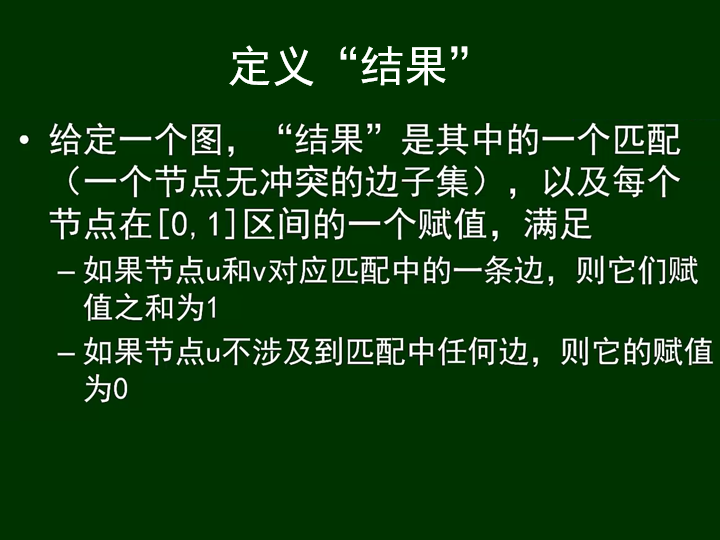 定义“结果”
• 给定一个图，“结果”是其中的一个匹配
（一个节点无冲突的边子集），以及每个
节点在[0,1]区间的一个赋值，满足
– 如果节点u和v对应匹配中的一条边，则它们赋
值之和为1
– 如果节点u不涉及到匹配中任何边，则它的赋值
为0